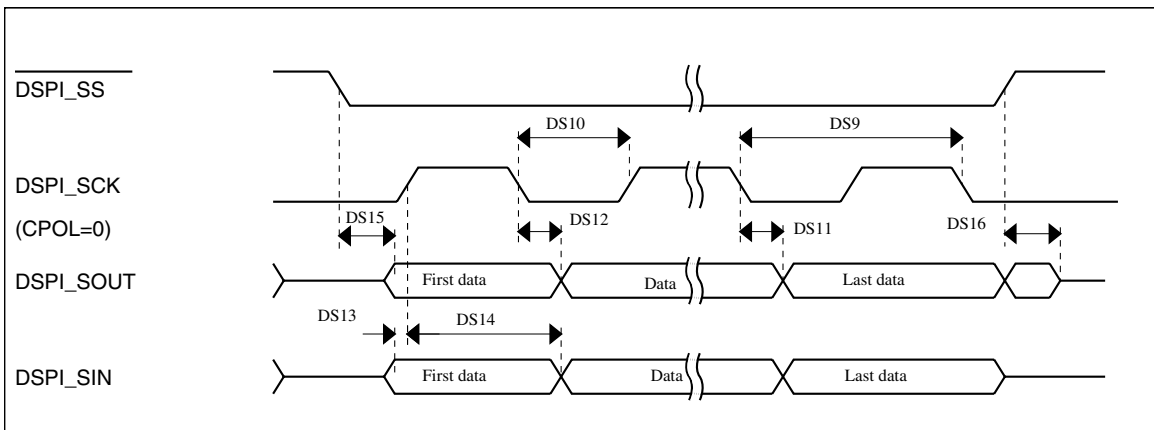 DSPI_SS
DS10
DS9
DSPI_SCK
(CPOL=0)
DS15
DS12
DS11
DS16
DSPI_SOUT
First data
Data
Last data
DS13
DS14
DSPI_SIN
First data
Data
Last data